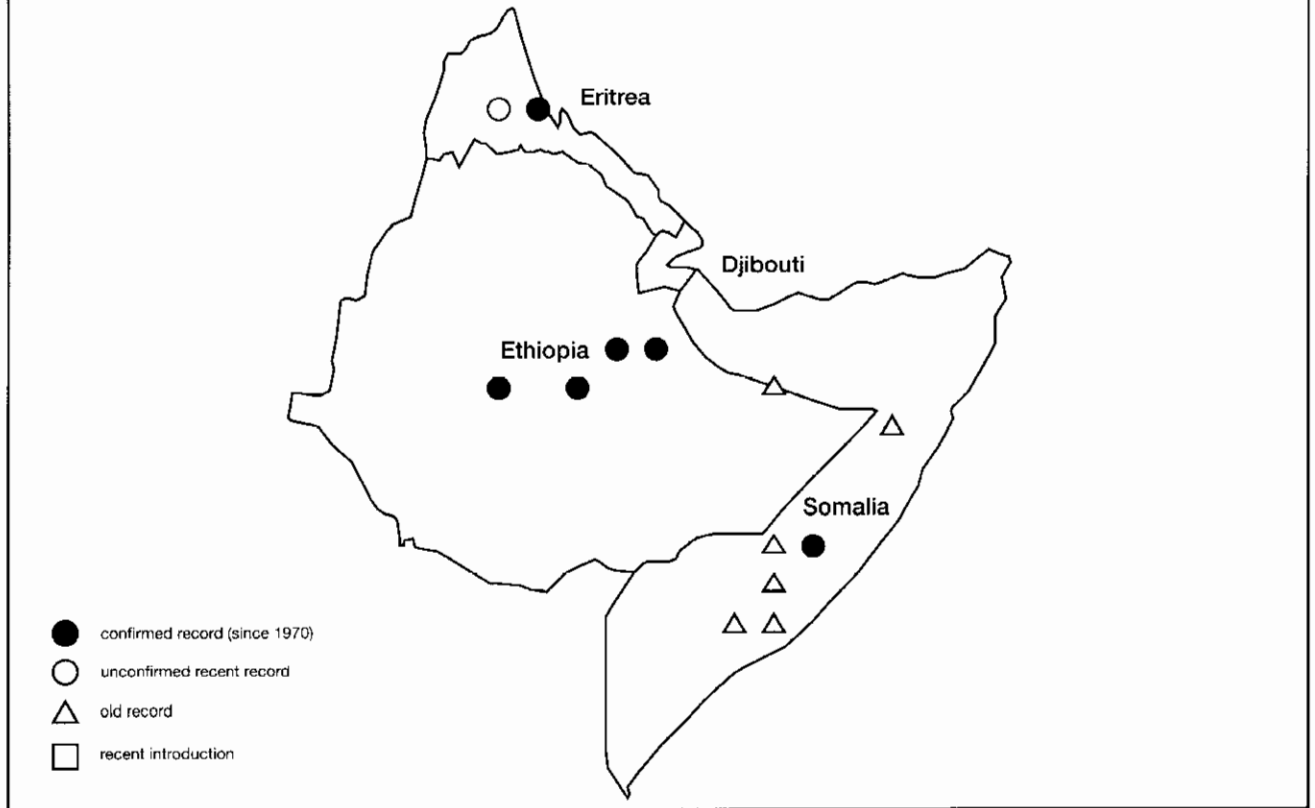 Eritrea
Djibouti
Ethiopia
Somalia
confirmed record (since 1970)
unconfirmed recent record
old record
recent introduction